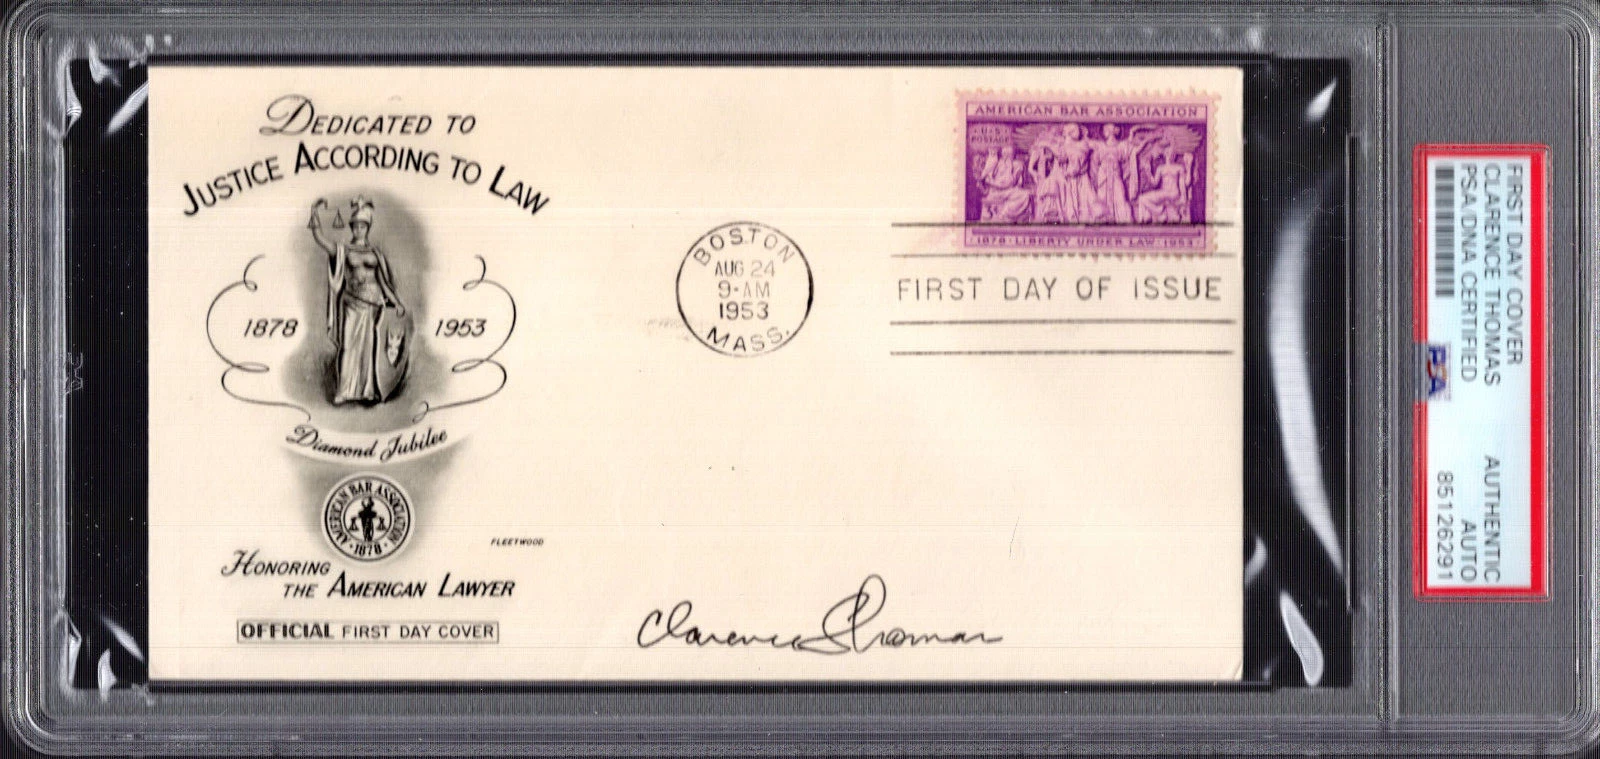 DEDICATED TO
JUSTICE ACCORDING TO LAW
1878
1953
Diamond Jubilee
AMERICAN BAR ASSOCIATION
· 1878 ·
HONORING
THE AMERICAN LAWYER
OFFICIAL FIRST DAY COVER
FLEETWOOD
BOSTON
AUG 24
9-AM
1953
MASS.
AMERICAN BAR ASSOCIATION
U·S·
POSTAGE
3¢
1878·LIBERTY UNDER LAW·1953
FIRST DAY OF ISSUE
Clarence Thomas
FIRST DAY COVER
CLARENCE THOMAS AUTHENTIC
PSA/DNA CERTIFIED AUTO
85126291
PSA